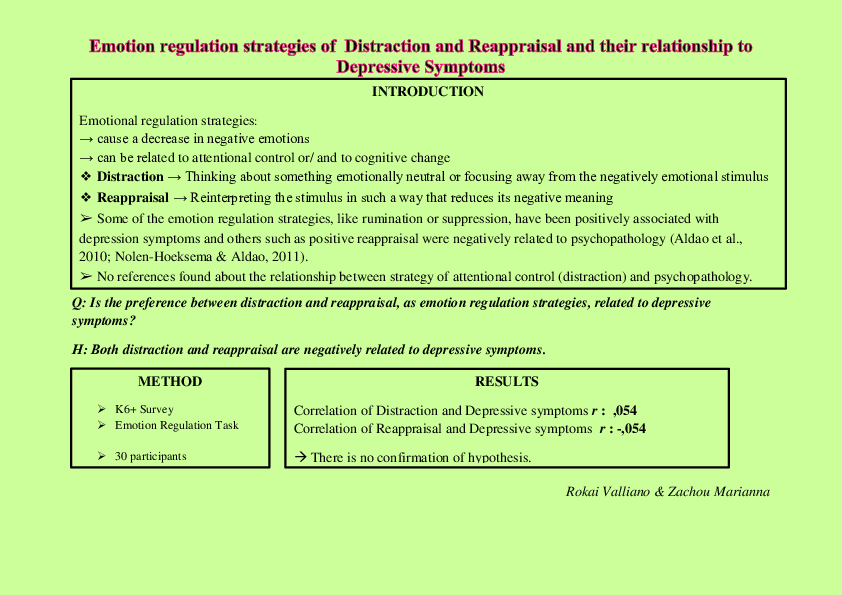 Emotion regulation strategies of Distraction and Reappraisal and their relationship to
Depressive Symptoms
INTRODUCTION
Emotional regulation strategies:
→ cause a decrease in negative emotions
→ can be related to attentional control or/ and to cognitive change
❖ Distraction → Thinking about something emotionally neutral or focusing away from the negatively emotional stimulus
❖ Reappraisal → Reinterpreting the stimulus in such a way that reduces its negative meaning
➢ Some of the emotion regulation strategies, like rumination or suppression, have been positively associated with
depression symptoms and others such as positive reappraisal were negatively related to psychopathology (Aldao et al.,
2010; Nolen-Hoeksema & Aldao, 2011).
➢ No references found about the relationship between strategy of attentional control (distraction) and psychopathology.
Q: Is the preference between distraction and reappraisal, as emotion regulation strategies, related to depressive
symptoms?
H: Both distraction and reappraisal are negatively related to depressive symptoms.
METHOD
➢ K6+ Survey
➢ Emotion Regulation Task
➢ 30 participants
RESULTS
Correlation of Distraction and Depressive symptoms r : ,054
Correlation of Reappraisal and Depressive symptoms r : -,054
→ There is no confirmation of hypothesis.
Rokai Valliano & Zachou Marianna